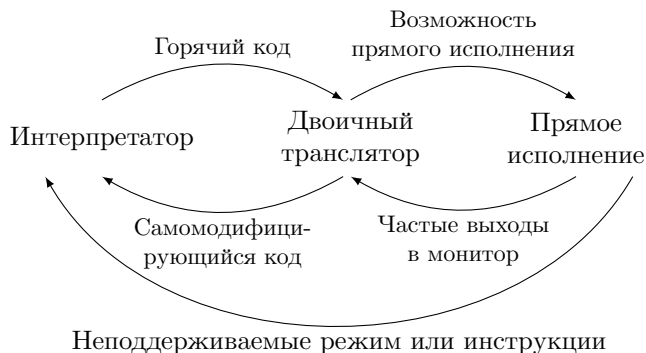 Возможность
прямого исполнения
Горячий код
Интерпретатор
Двоичный
транслятор
Прямое
исполнение
Самомодифици-
рующийся код
Частые выходы
в монитор
Неподдерживаемые режим или инструкции